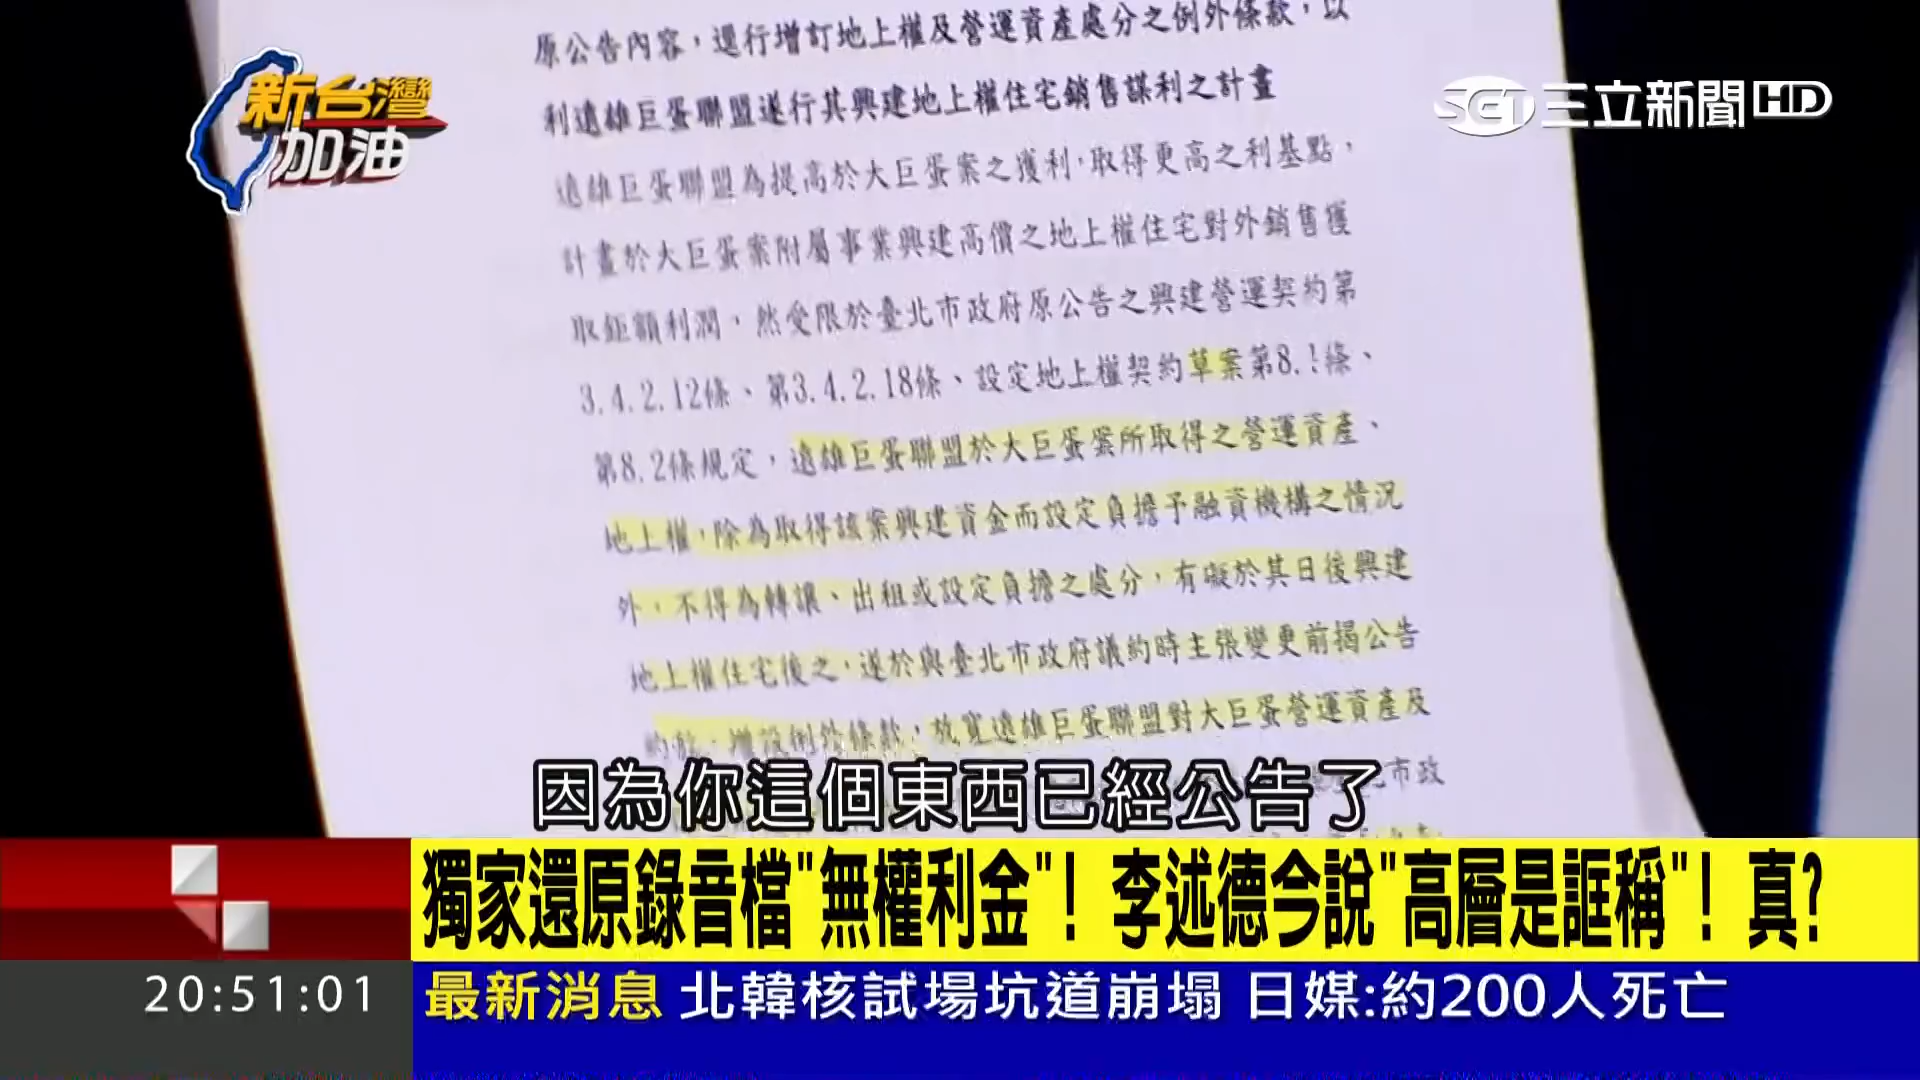 原公告內容，進行增訂地上權及營運資產處分之例外條款，以
利遠雄巨蛋聯盟遂行其興建地上權住宅銷售謀利之計畫
遠雄巨蛋聯盟為提高於大巨蛋案之獲利，取得更高之利基點，
計畫於大巨蛋案附屬事業興建高價之地上權住宅對外銷售獲
取鉅額利潤，然受限於臺北市政府原公告之興建營運契約第
3.4.2.12條、第3.4.2.18條、設定地上權契約草案第8.1條、
第8.2條規定，遠雄巨蛋聯盟於大巨蛋案所取得之營運資產、
地上權，除為取得該案興建資金而設定負擔予融資機構之情況
外，不得為轉讓、出租或設定負擔之處分，有礙於其日後興建
地上權住宅後之，遂於與臺北市政府議約時主張變更前揭公告
增設例外條款，放寬遠雄巨蛋聯盟對大巨蛋營運資產及
市政
新台灣
加油
SET三立新聞HD
因為你這個東西已經公告了
獨家還原錄音檔"無權利金"! 李述德今說"高層是誆稱"! 真?
20:51:01
最新消息 北韓核試場坑道崩塌 日媒:約200人死亡